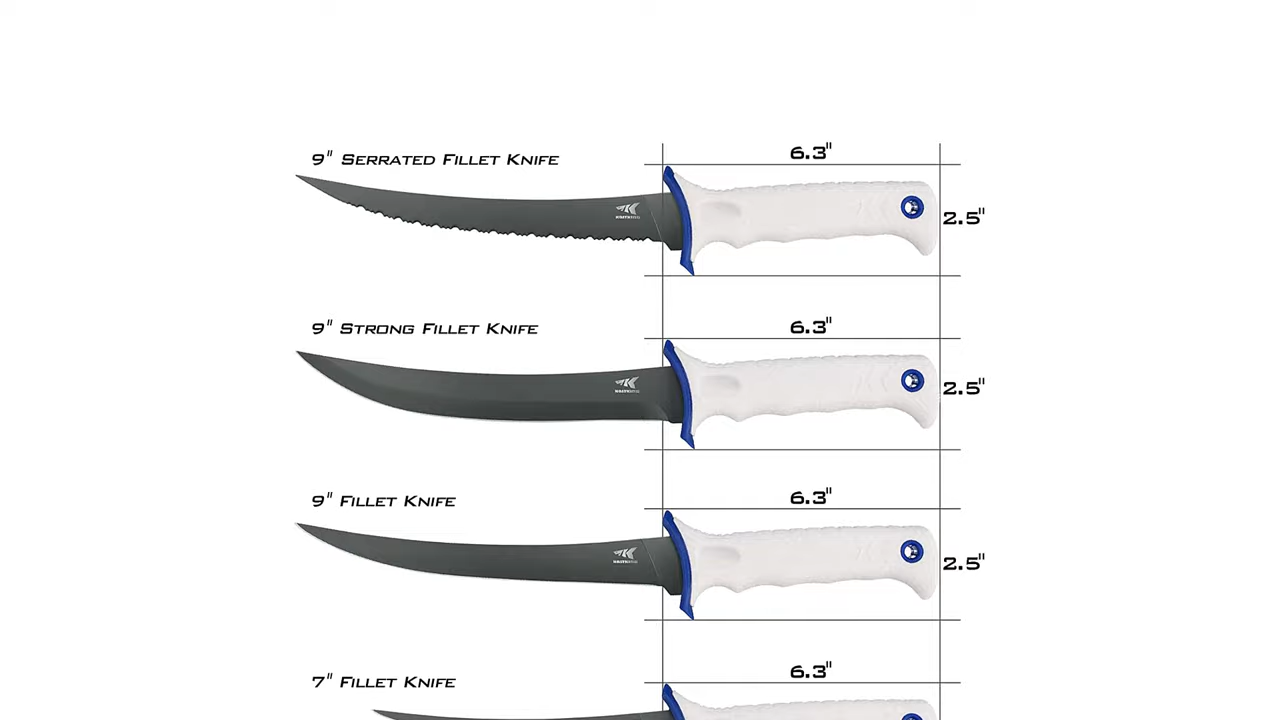 9" Serrated Fillet Knife
6.3"
2.5"
9" Strong Fillet Knife
6.3"
2.5"
9" Fillet Knife
6.3"
2.5"
7" Fillet Knife
6.3"